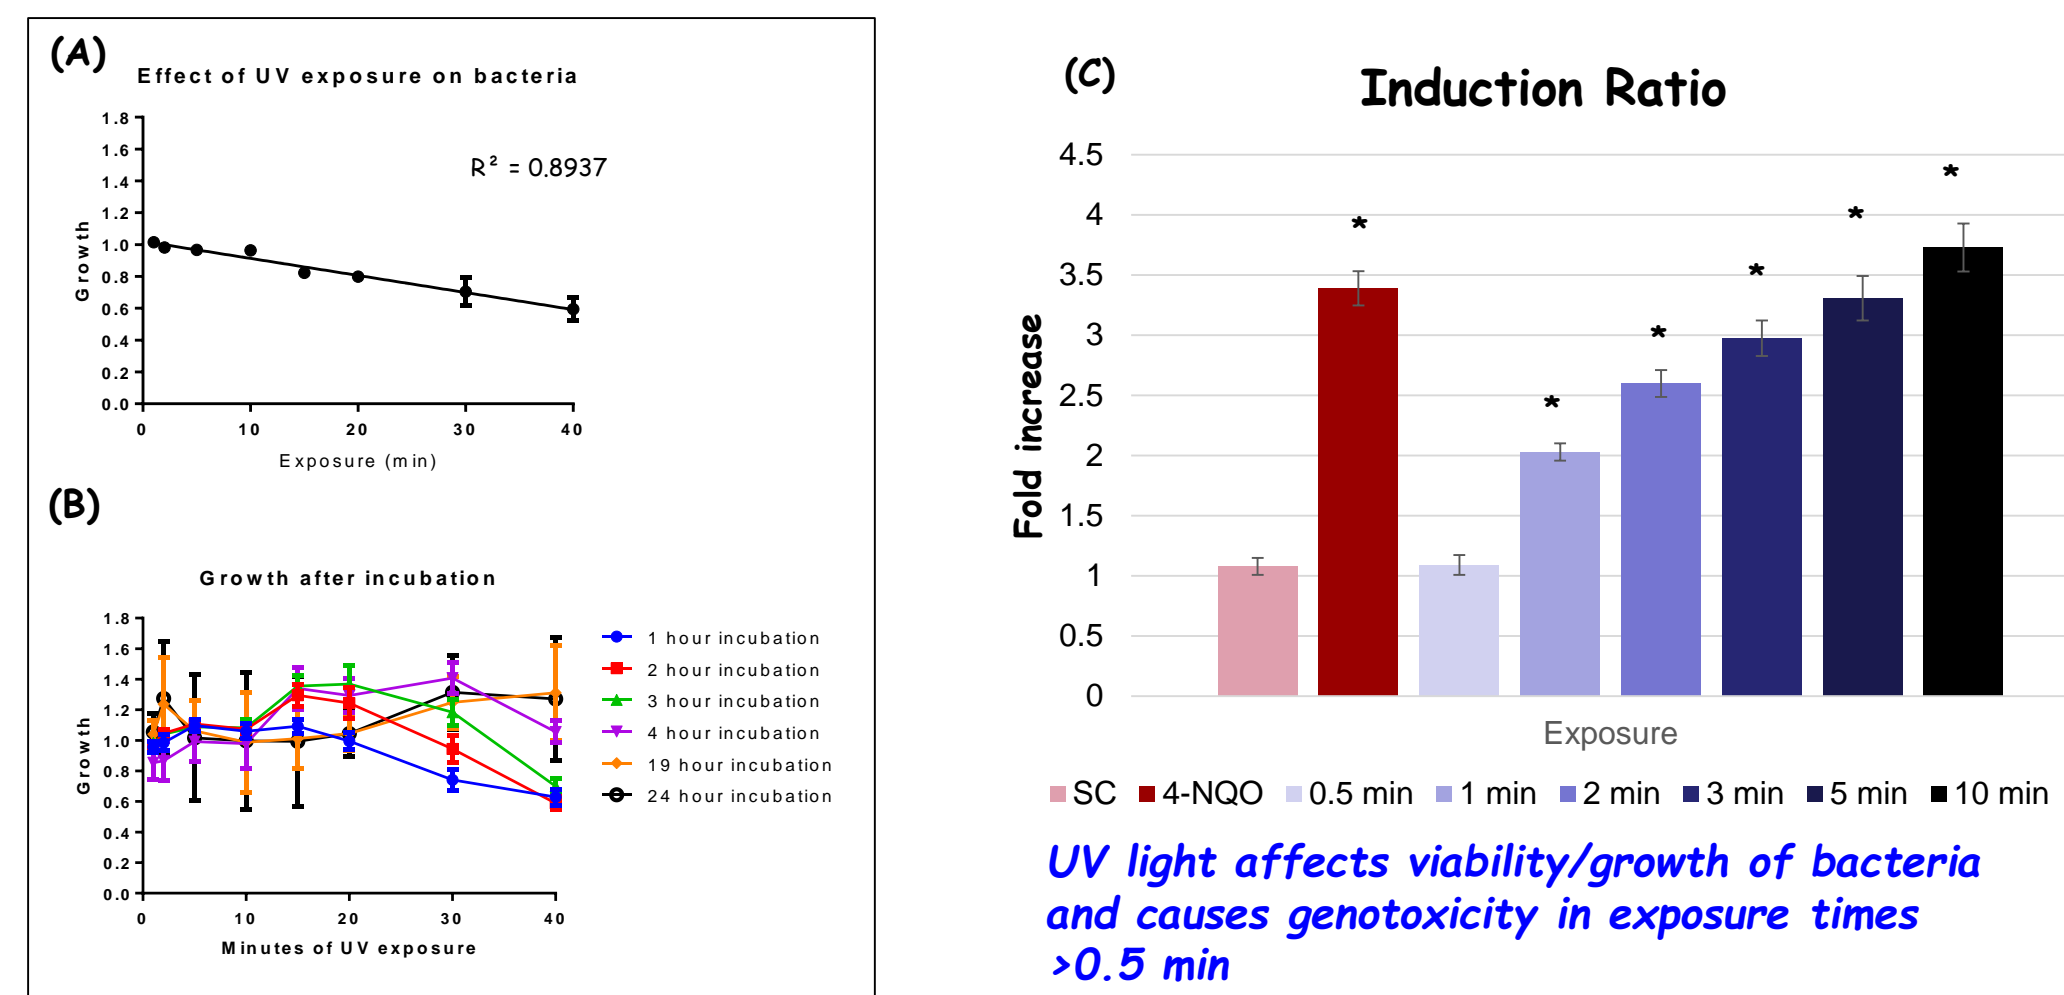 (A)
Effect of UV exposure on bacteria
R² = 0.8937
Growth
1.8
1.6
1.4
1.2
1.0
0.8
0.6
0.4
0.2
0.0
0 10 20 30 40
Exposure (min)
(B)
Growth after incubation
Growth
1.8
1.6
1.4
1.2
1.0
0.8
0.6
0.4
0.2
0.0
0 10 20 30 40
Minutes of UV exposure
1 hour incubation
2 hour incubation
3 hour incubation
4 hour incubation
19 hour incubation
24 hour incubation
(C)
Induction Ratio
Fold increase
4.5
4
3.5
3
2.5
2
1.5
1
0.5
0
* * * * * *
Exposure
SC 4-NQO 0.5 min 1 min 2 min 3 min 5 min 10 min
UV light affects viability/growth of bacteria
and causes genotoxicity in exposure times
>0.5 min